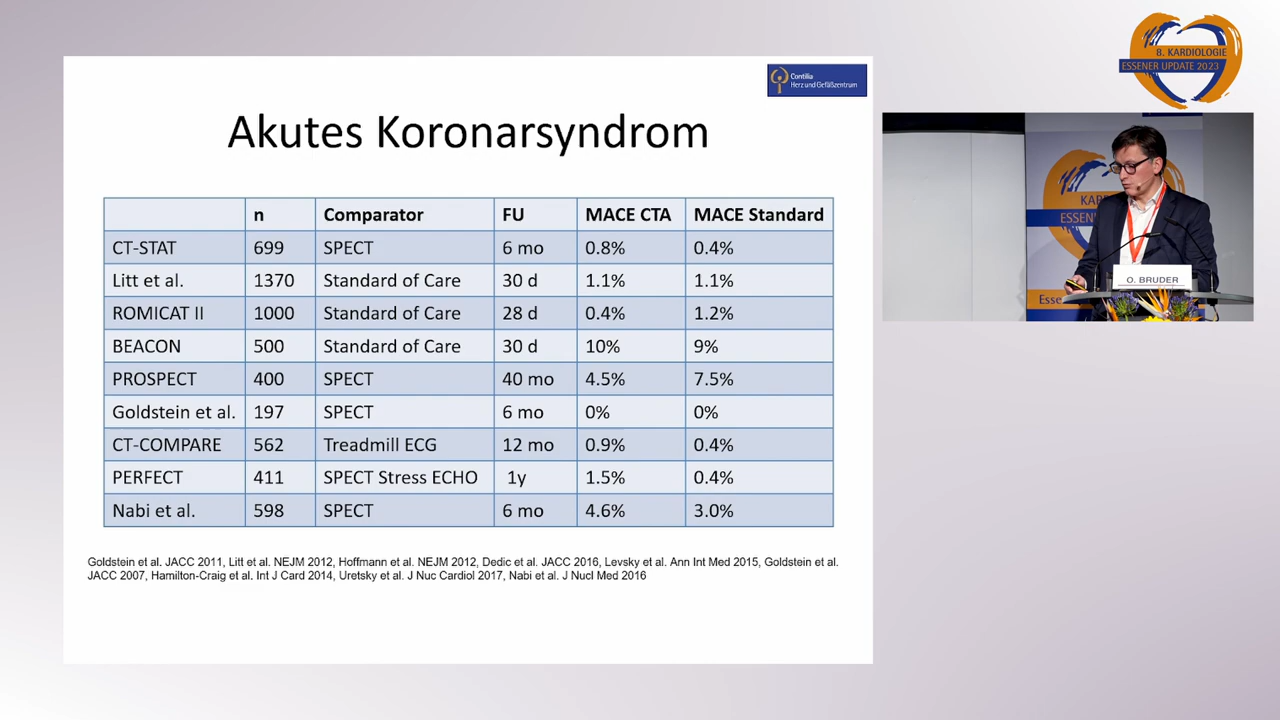 8. KARDIOLOGIE
ESSENER UPDATE 2023
Contilia
Herz und Gefäßzentrum
Akutes Koronarsyndrom
n Comparator FU MACE CTA MACE Standard
CT-STAT 699 SPECT 6 mo 0.8% 0.4%
Litt et al. 1370 Standard of Care 30 d 1.1% 1.1%
ROMICAT II 1000 Standard of Care 28 d 0.4% 1.2%
BEACON 500 Standard of Care 30 d 10% 9%
PROSPECT 400 SPECT 40 mo 4.5% 7.5%
Goldstein et al. 197 SPECT 6 mo 0% 0%
CT-COMPARE 562 Treadmill ECG 12 mo 0.9% 0.4%
PERFECT 411 SPECT Stress ECHO 1y 1.5% 0.4%
Nabi et al. 598 SPECT 6 mo 4.6% 3.0%
Goldstein et al. JACC 2011, Litt et al. NEJM 2012, Hoffmann et al. NEJM 2012, Dedic et al. JACC 2016, Levsky et al. Ann Int Med 2015, Goldstein et al.
JACC 2007, Hamilton-Craig et al. Int J Card 2014, Uretsky et al. J Nuc Cardiol 2017, Nabi et al. J Nucl Med 2016
KAR
ESSENER
O. BRUDER
Esse